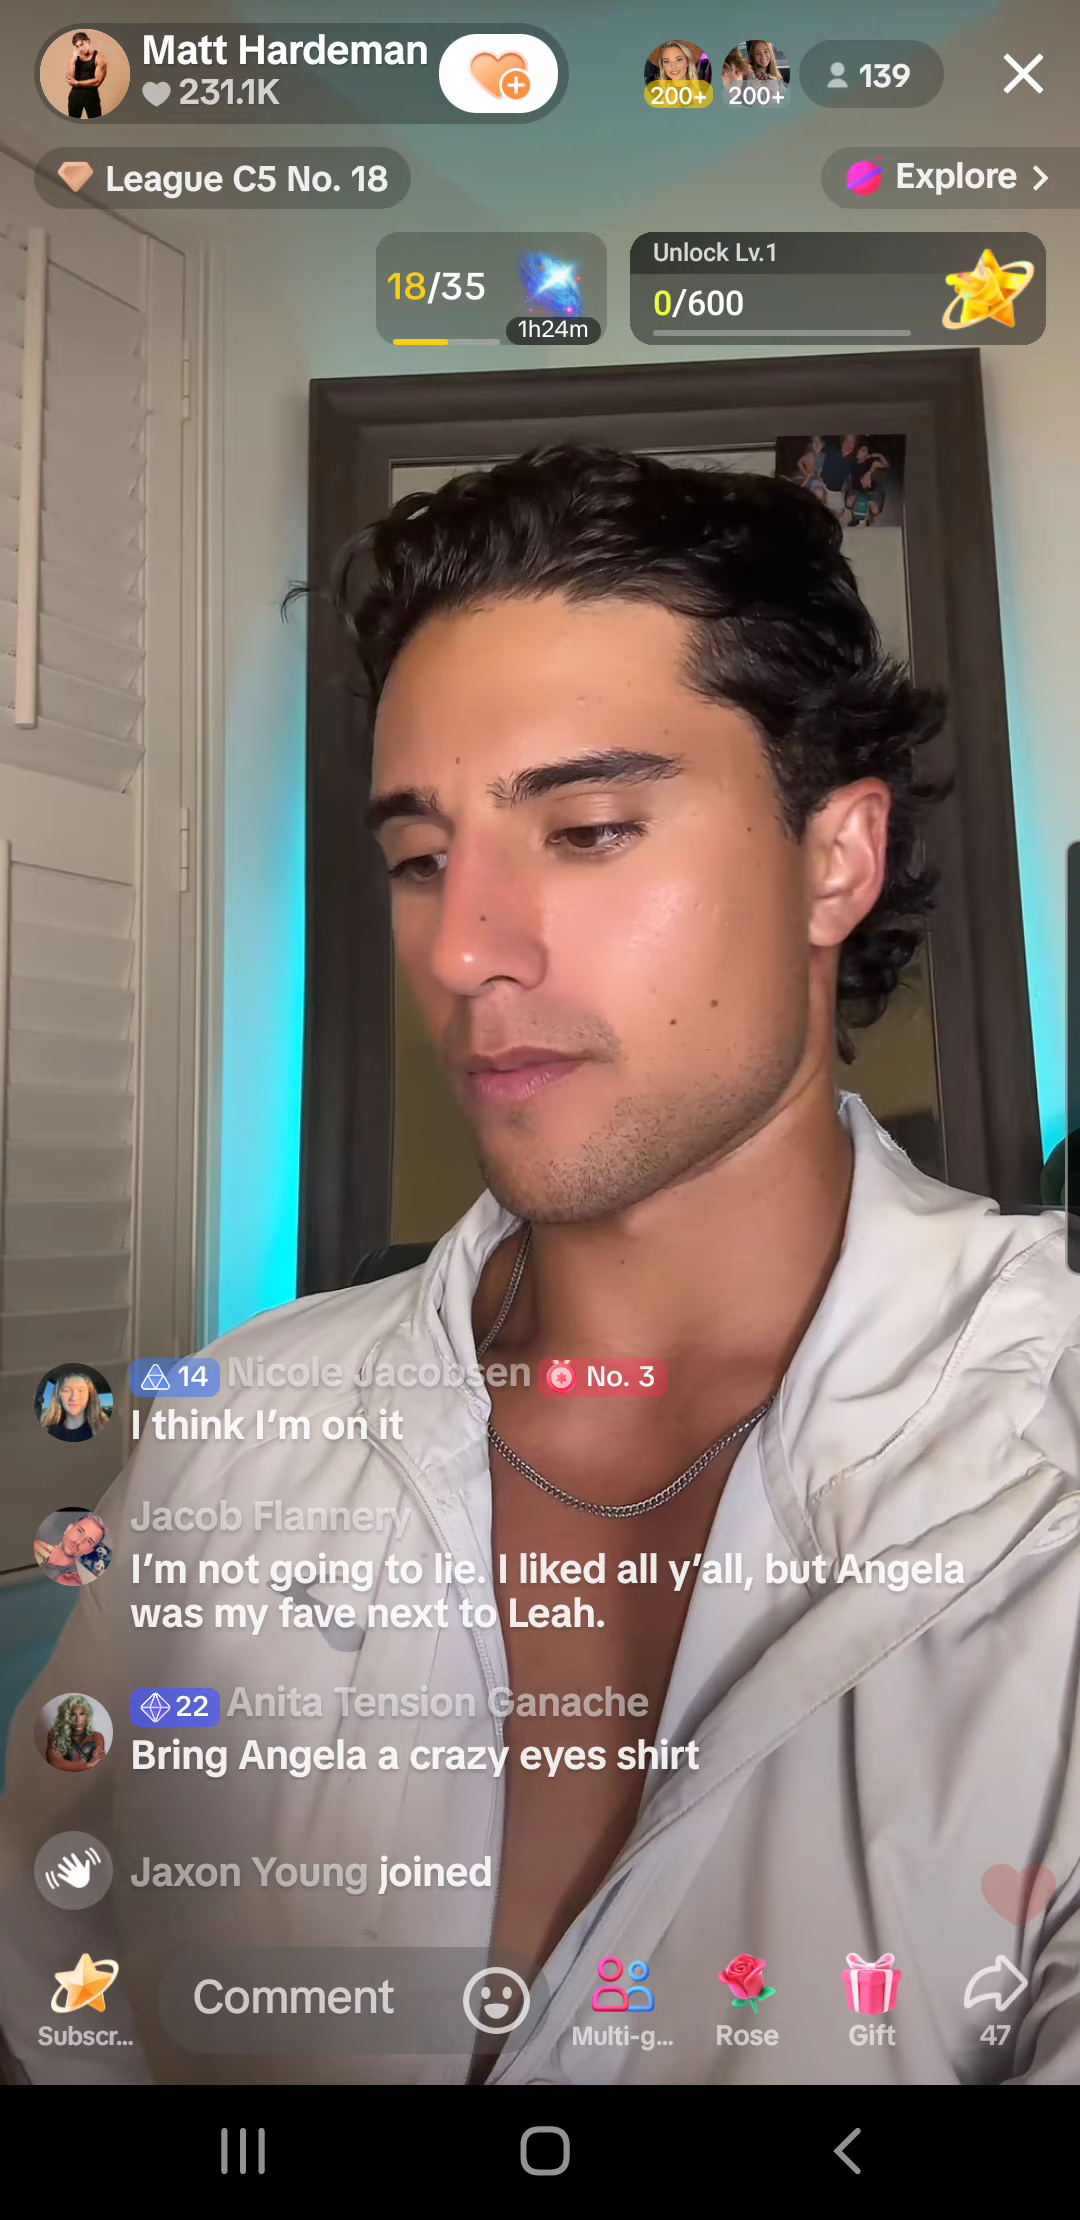 Matt Hardeman
231.1K
200+
200+
139
League C5 No. 18
Explore
18/35
1h24m
Unlock Lv.1
0/600
14 Nicole Jacobsen No. 3
I think I'm on it
Jacob Flannery
I'm not going to lie. I liked all y'all, but Angela
was my fave next to Leah.
22 Anita Tension Ganache
Bring Angela a crazy eyes shirt
Jaxon Young joined
Comment
Subscr...
Multi-g...
Rose
Gift
47